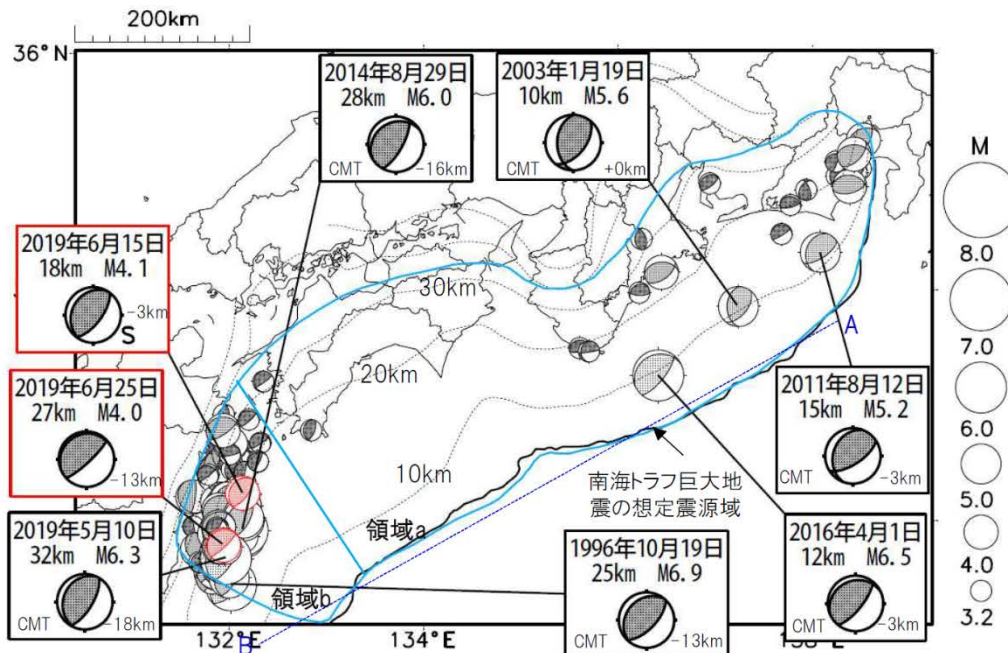 200km
36°N
2014年8月29日
28km M6.0
CMT
-16km
2003年1月19日
10km M5.6
CMT
+0km
M
8.0
7.0
6.0
5.0
4.0
3.2
2019年6月15日
18km M4.1
-3km
S
30km
20km
10km
A
2019年6月25日
27km M4.0
-13km
2011年8月12日
15km M5.2
CMT
-3km
南海トラフ巨大地
震の想定震源域
領域a
領域b
2019年5月10日
32km M6.3
CMT
-18km
1996年10月19日
25km M6.9
CMT
-13km
2016年4月1日
12km M6.5
CMT
-3km
B
132°E
134°E